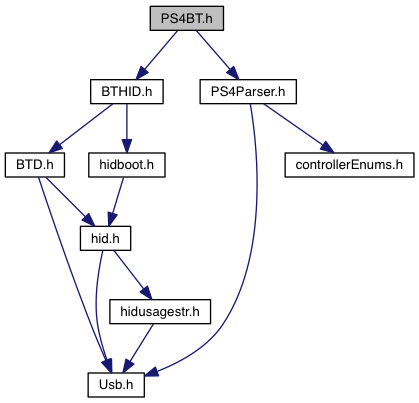 PS4BT.h
BTHID.h
PS4Parser.h
BTD.h
hidboot.h
controllerEnums.h
hid.h
hidusagestr.h
Usb.h